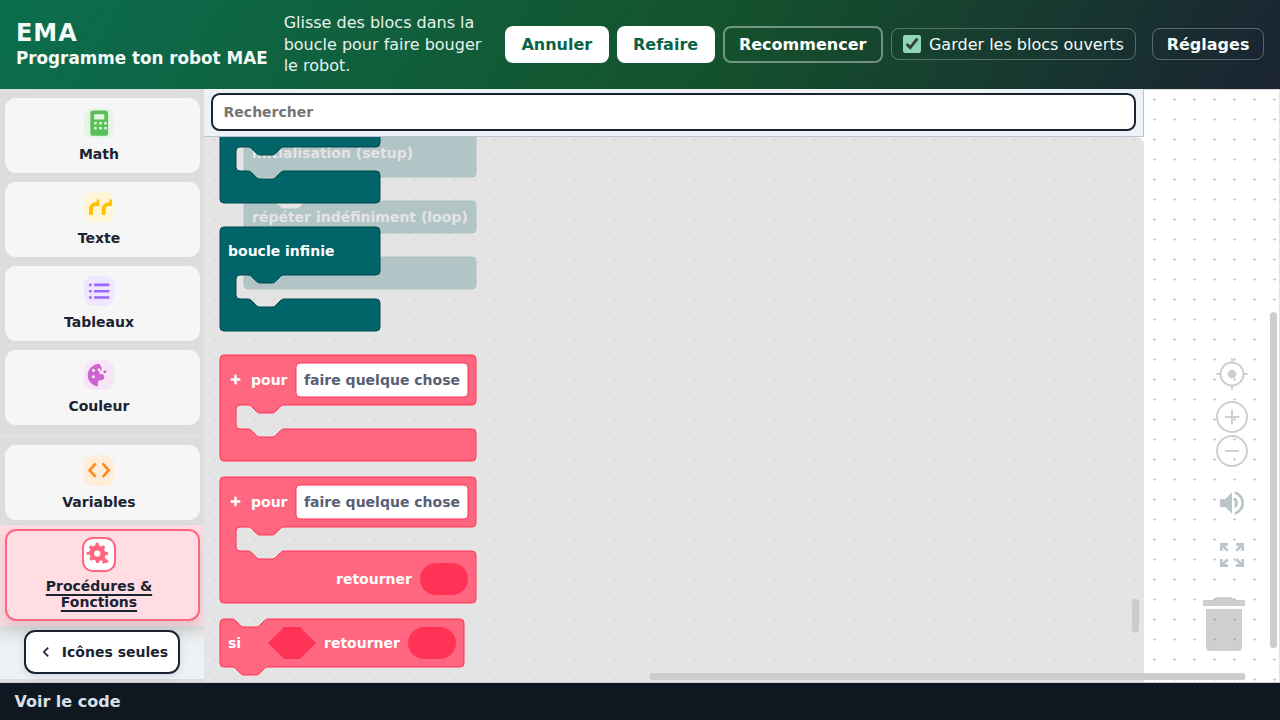 EMA
Programme ton robot MAE
Glisse des blocs dans la
boucle pour faire bouger
le robot.
Annuler
Refaire
Recommencer
Garder les blocs ouverts
Réglages
Math
Texte
Tableaux
Couleur
Variables
Procédures &
Fonctions
Icônes seules
Rechercher
initialisation (setup)
répéter indéfiniment (loop)
boucle infinie
+ pour faire quelque chose
+ pour faire quelque chose
retourner
si retourner
Voir le code